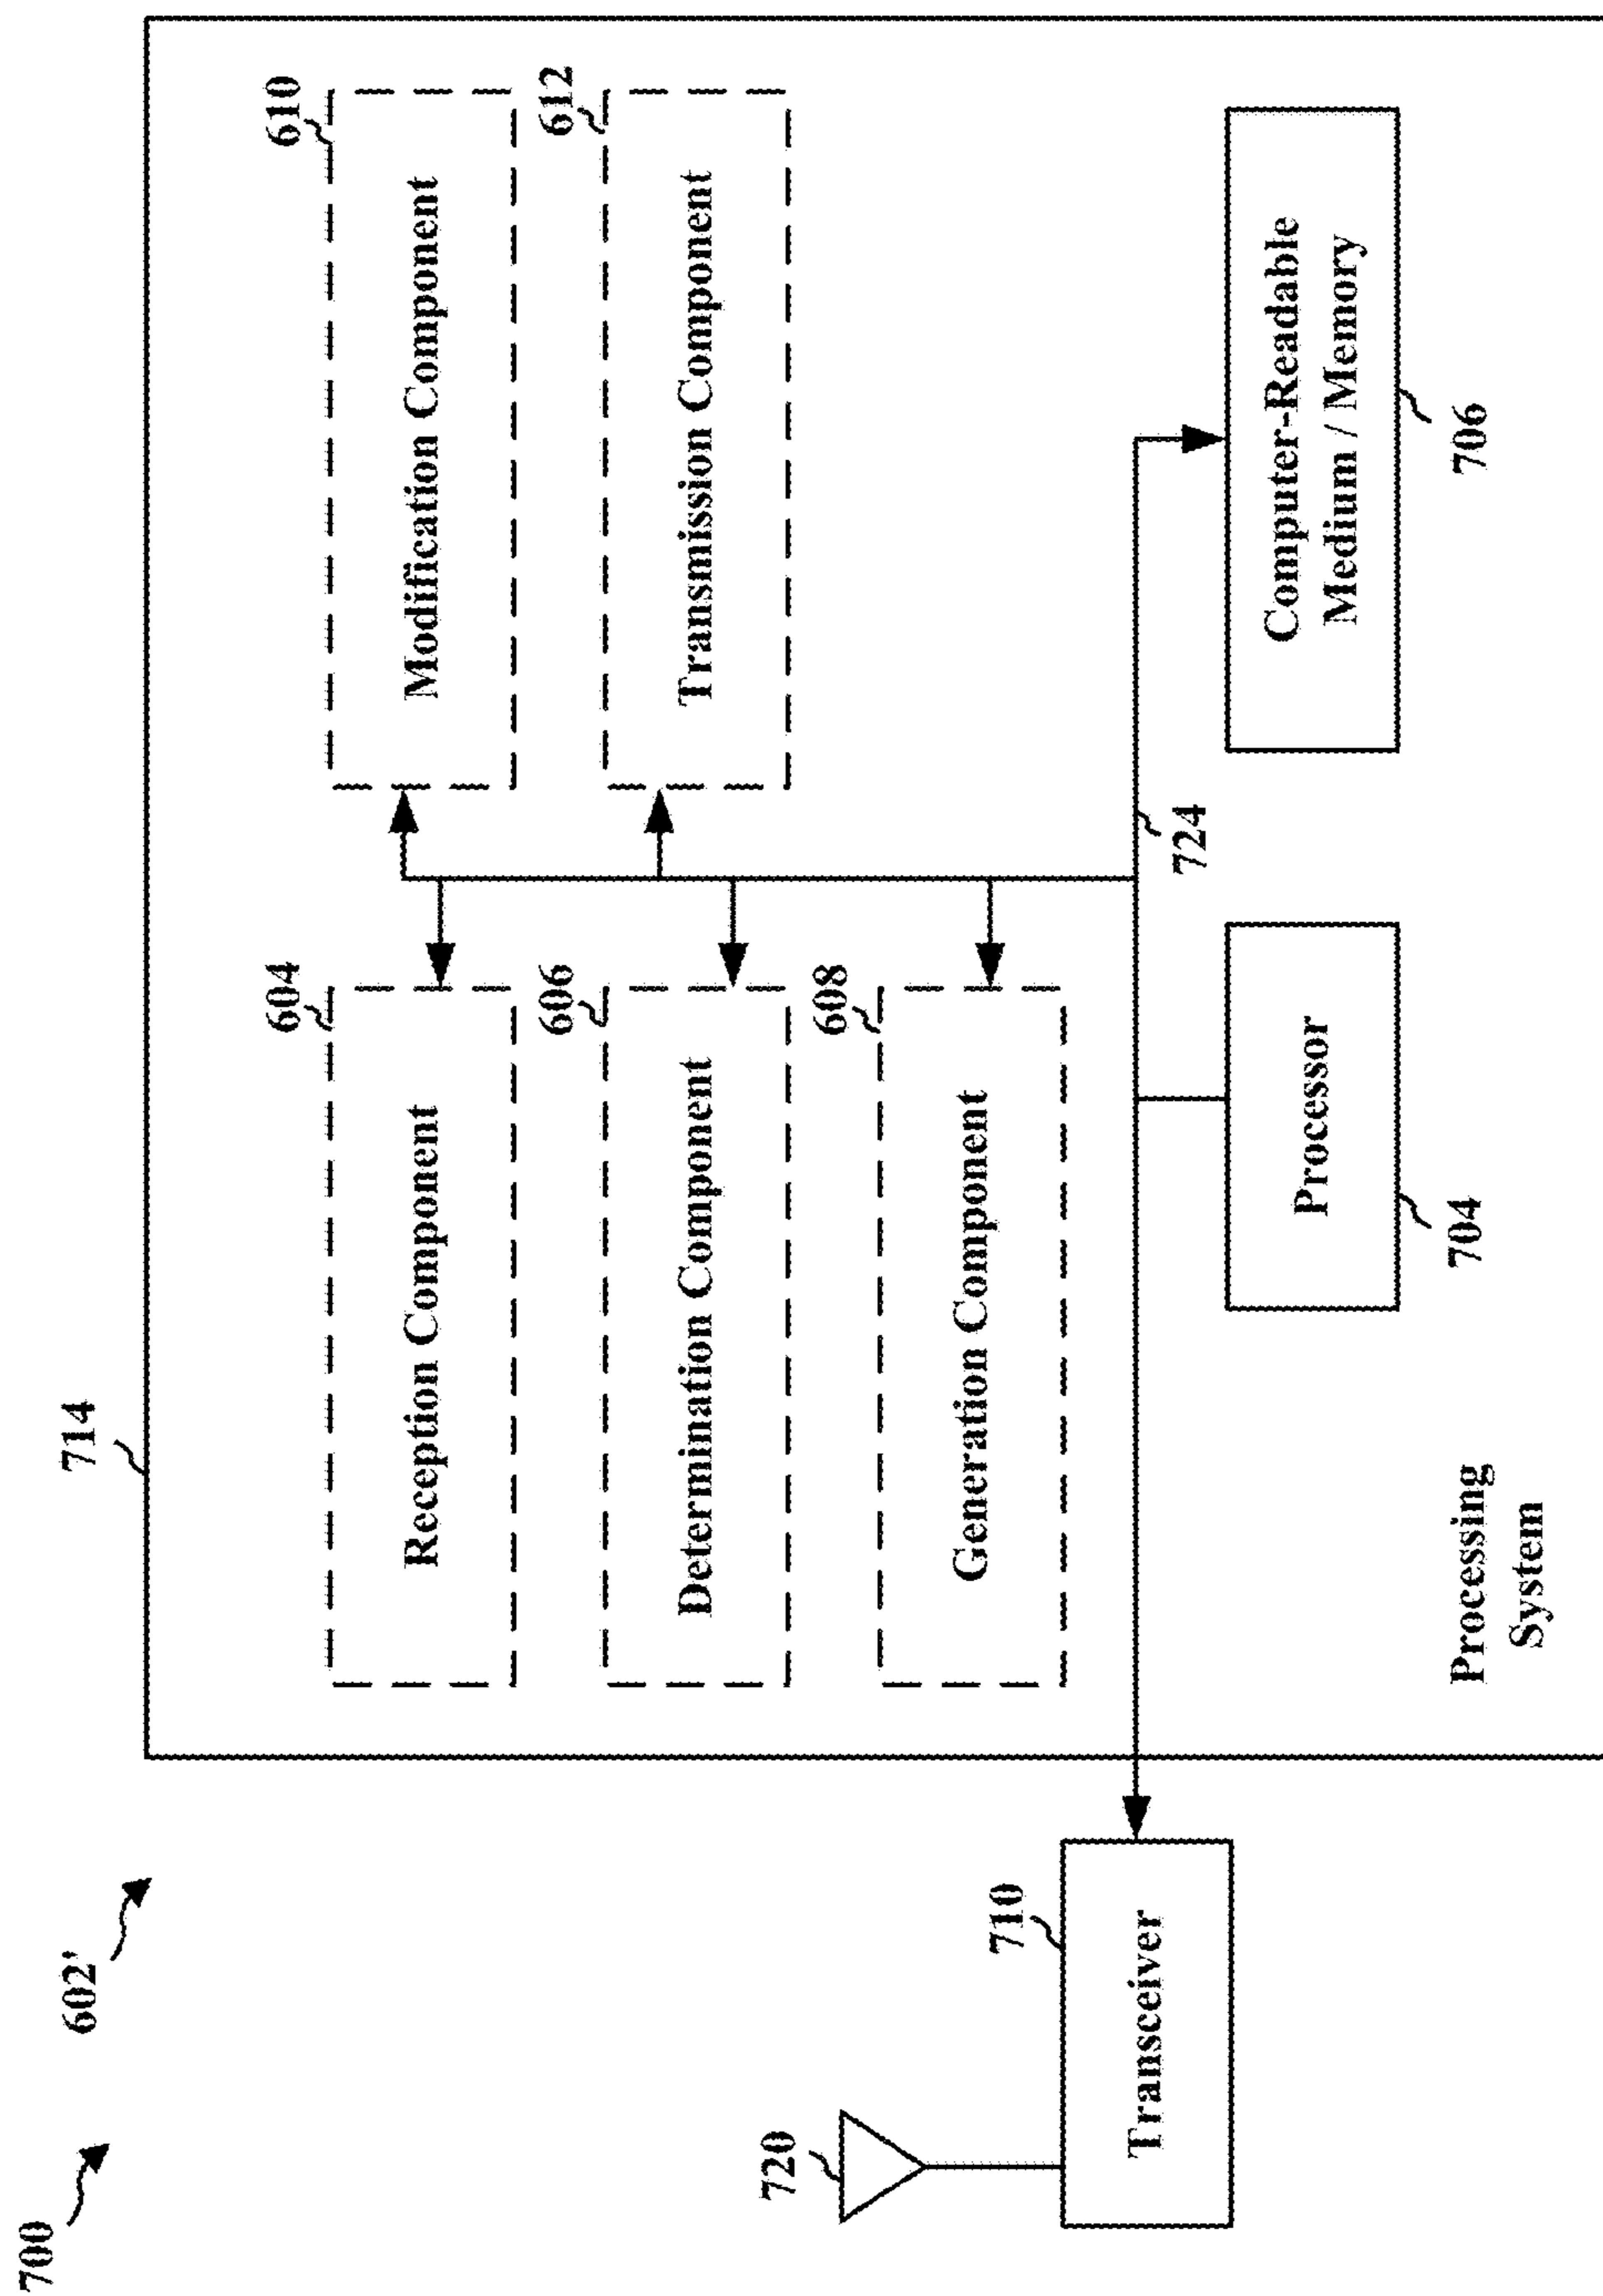 700
602'
714
604
Reception Component
610
Modification Component
606
Determination Component
612
Transmission Component
608
Generation Component
720
710
Transceiver
724
Processor
704
Computer-Readable
Medium / Memory
706
Processing
System